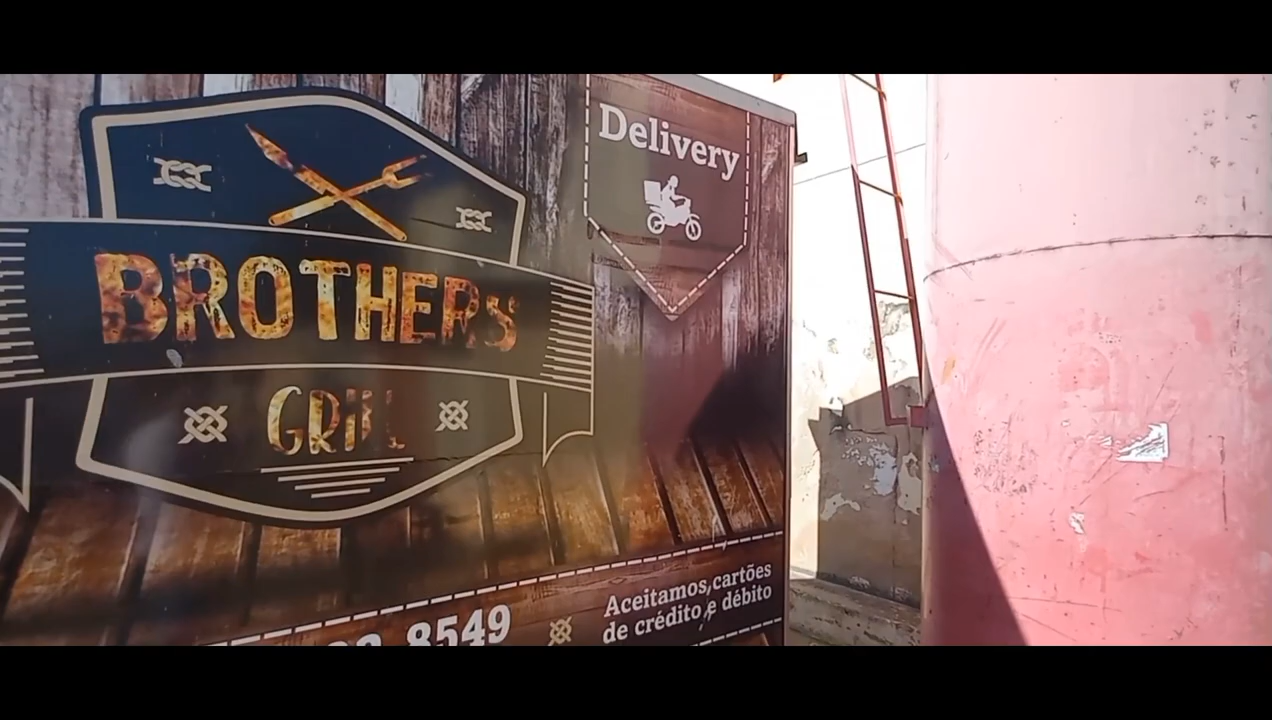 Delivery
BROTHERS
GRILL
8549
Aceitamos cartões
de crédito e débito